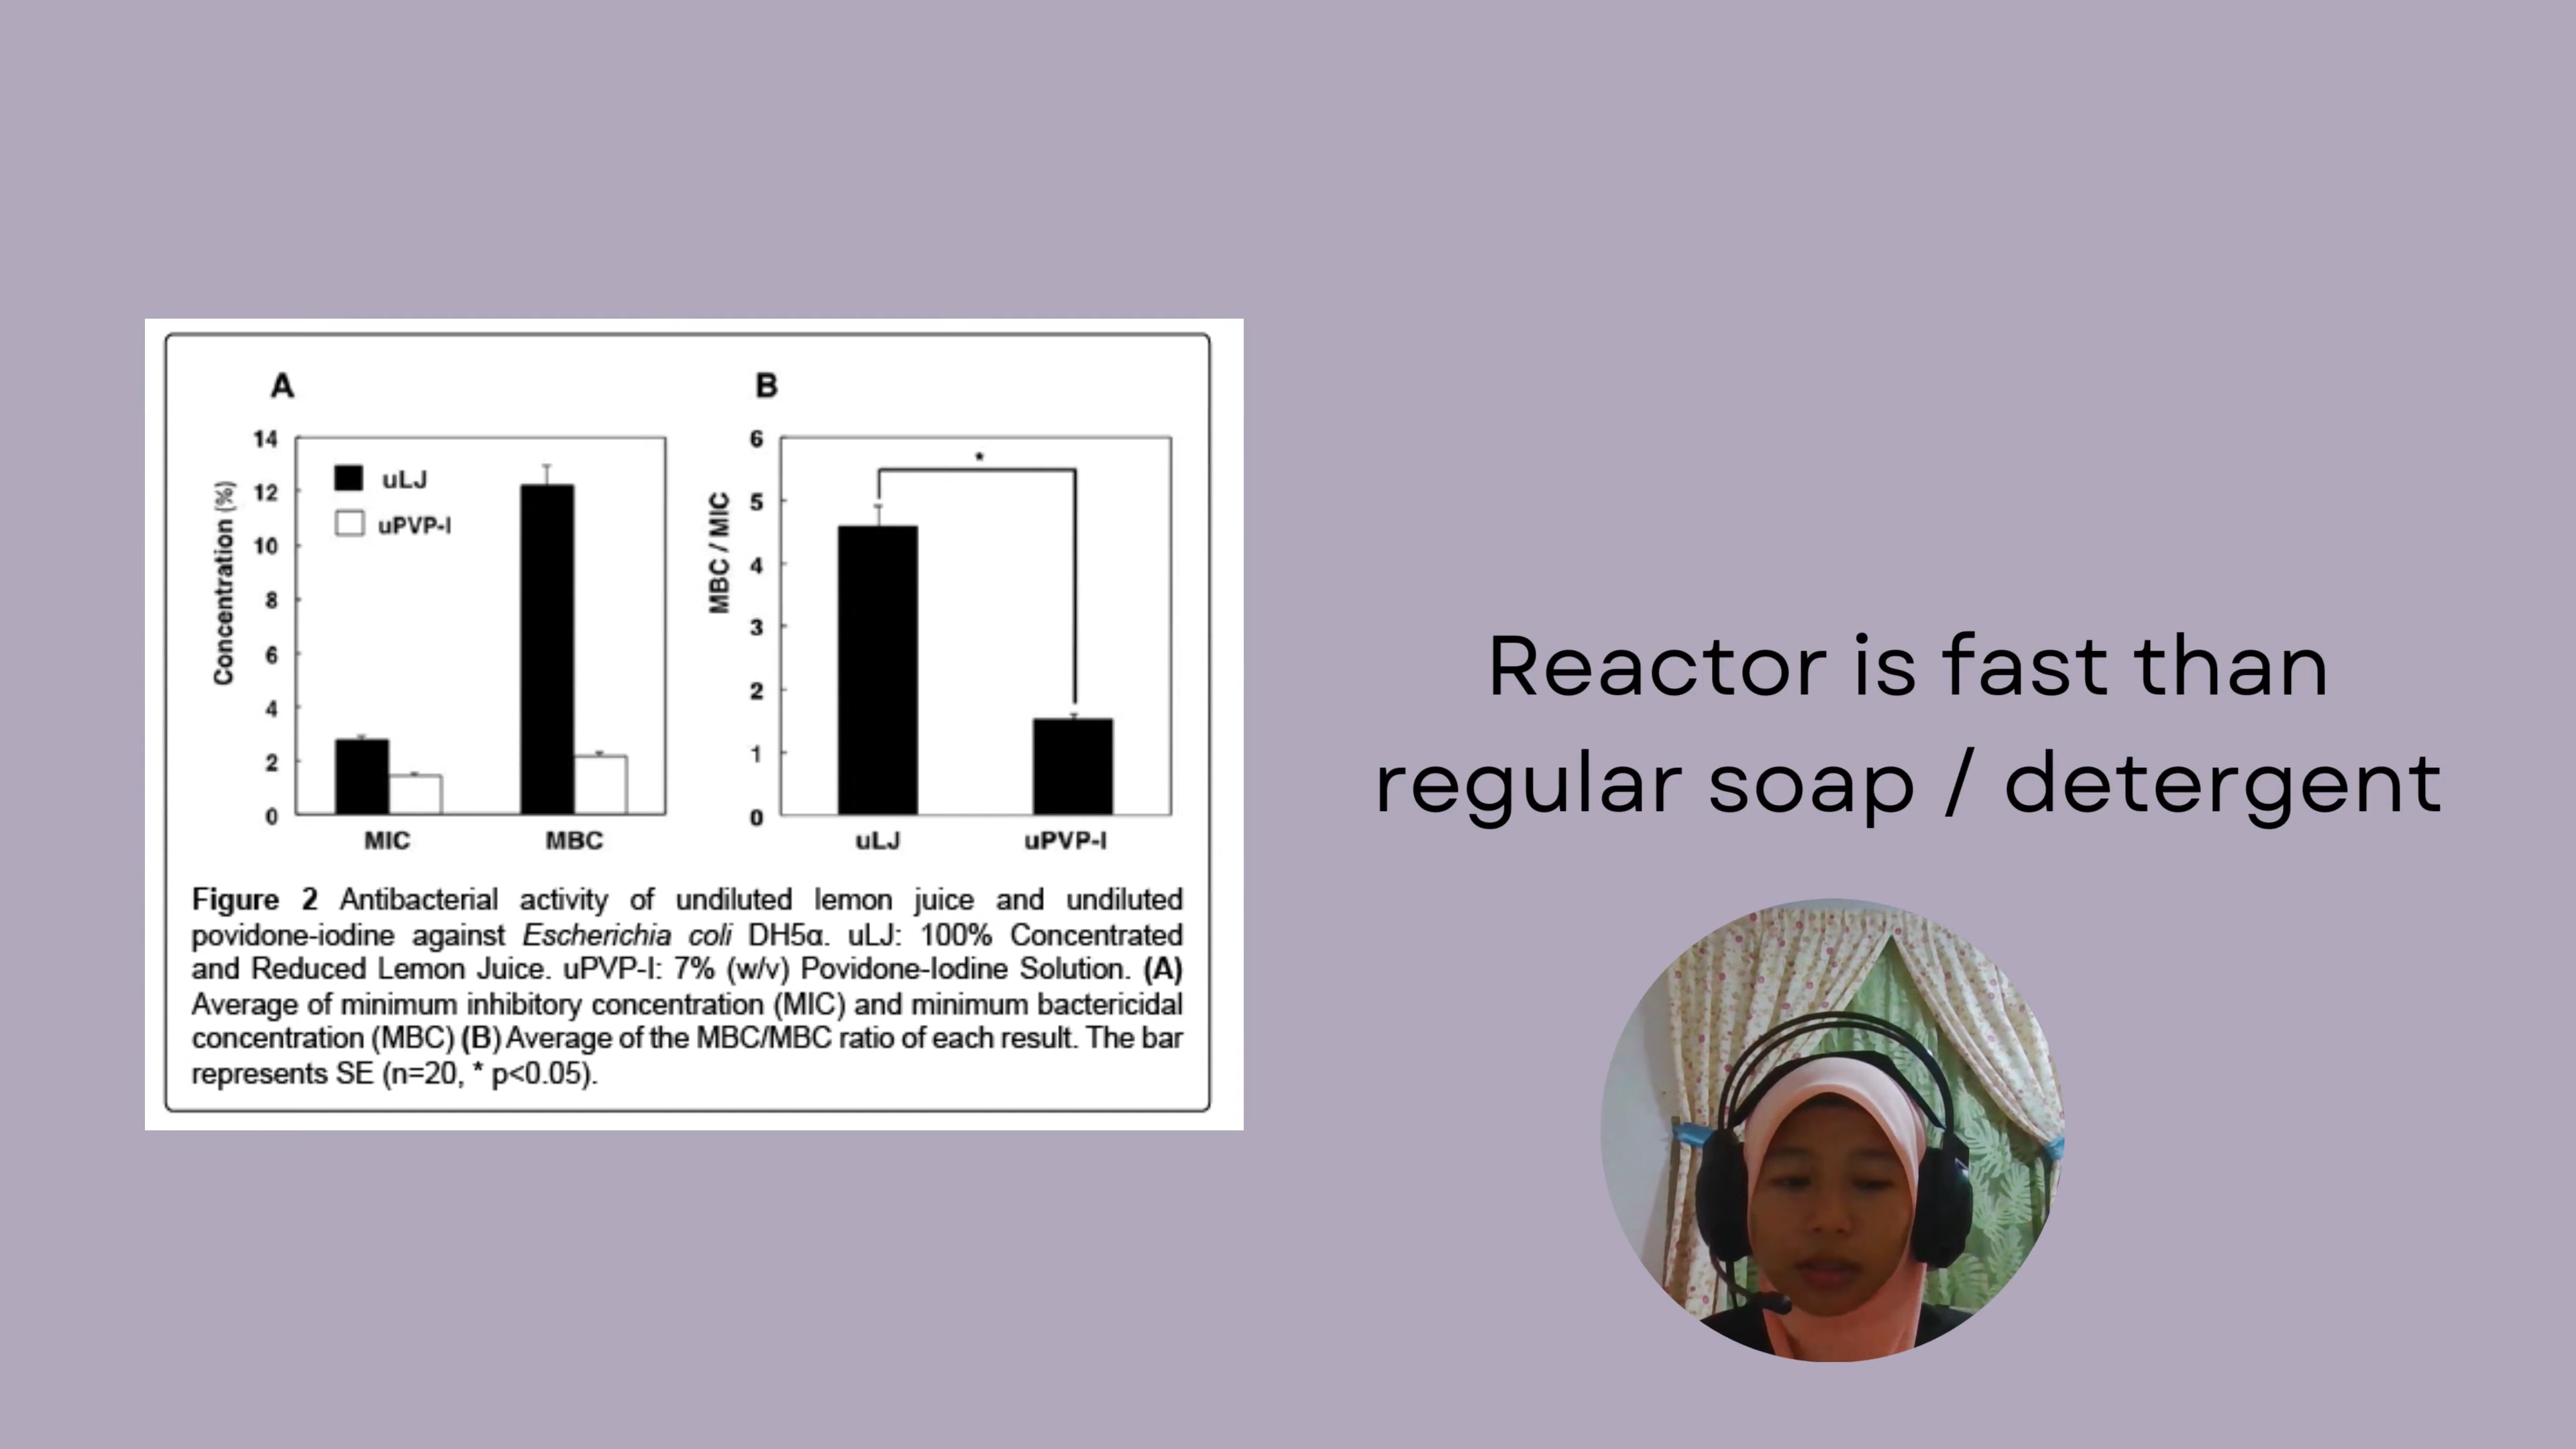 A
B
14
12
10
8
6
4
2
0
Concentration (%)
uLJ
uPVP-I
MIC
MBC
6
5
4
3
2
1
0
MBC / MIC
*
uLJ
uPVP-I
Figure 2 Antibacterial activity of undiluted lemon juice and undiluted
povidone-iodine against Escherichia coli DH5α. uLJ: 100% Concentrated
and Reduced Lemon Juice. uPVP-I: 7% (w/v) Povidone-Iodine Solution. (A)
Average of minimum inhibitory concentration (MIC) and minimum bactericidal
concentration (MBC) (B) Average of the MBC/MBC ratio of each result. The bar
represents SE (n=20, * p<0.05).
Reactor is fast than
regular soap / detergent